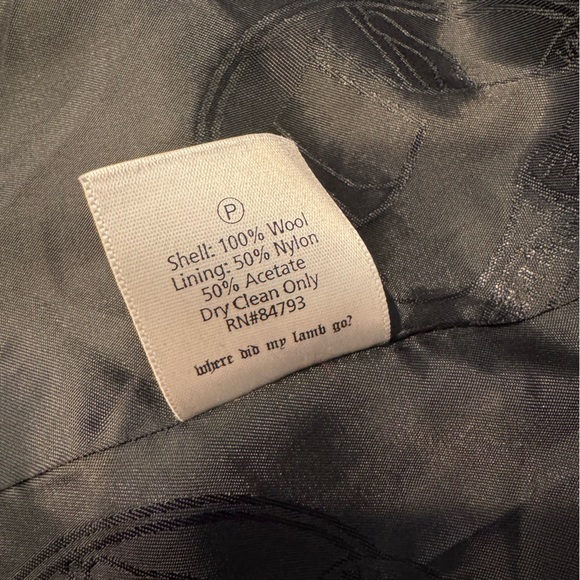 P
Shell: 100% Wool
Lining: 50% Nylon
50% Acetate
Dry Clean Only
RN#84793
where did my lamb go?